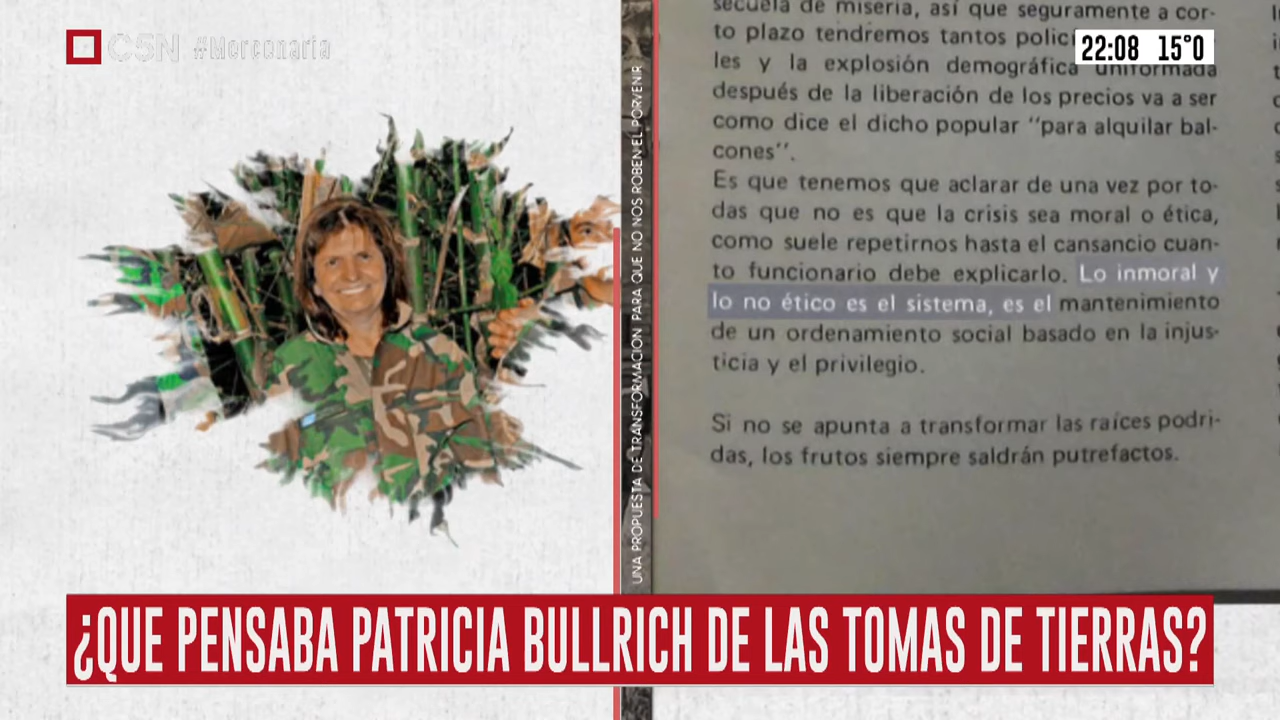 C5N #Mercenaria
22:08 15°0
UNA PROPUESTA DE TRANSFORMACION PARA QUE NO NOS ROBEN EL PORVENIR
secuela de miseria, así que seguramente a cor-
to plazo tendremos tantos
les y la explosión demográfica uniformada
después de la liberación de los precios va a ser
como dice el dicho popular "para alquilar bal-
cones".
Es que tenemos que aclarar de una vez por to-
das que no es que la crisis sea moral o ética,
como suele repetirnos hasta el cansancio cuan-
to funcionario debe explicarlo. Lo inmoral y
lo no ético es el sistema, es el mantenimiento
de un ordenamiento social basado en la injus-
ticia y el privilegio.
Si no se apunta a transformar las raíces podri-
das, los frutos siempre saldrán putrefactos.
¿QUE PENSABA PATRICIA BULLRICH DE LAS TOMAS DE TIERRAS?